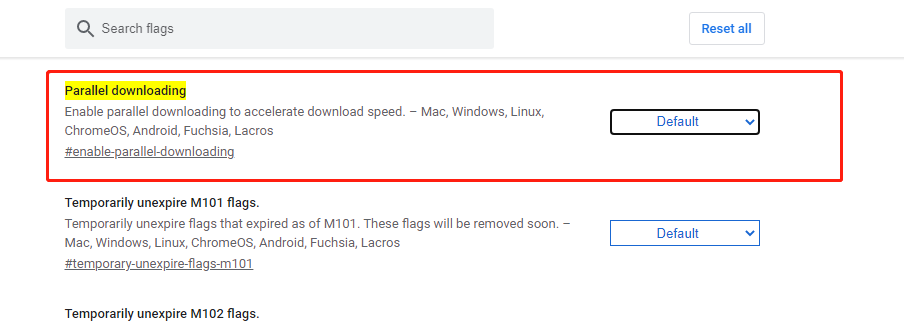 Search flags
Reset all
Parallel downloading
Enable parallel downloading to accelerate download speed. – Mac, Windows, Linux,
ChromeOS, Android, Fuchsia, Lacros
#enable-parallel-downloading
Default
Temporarily unexpire M101 flags.
Temporarily unexpire flags that expired as of M101. These flags will be removed soon. –
Mac, Windows, Linux, ChromeOS, Android, Fuchsia, Lacros
#temporary-unexpire-flags-m101
Default
Temporarily unexpire M102 flags.